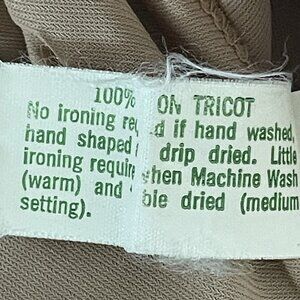 100% ON TRICOT
No ironing req d if hand washed,
hand shaped drip dried. Little
ironing require when Machine Wash
(warm) and ble dried (medium
setting).